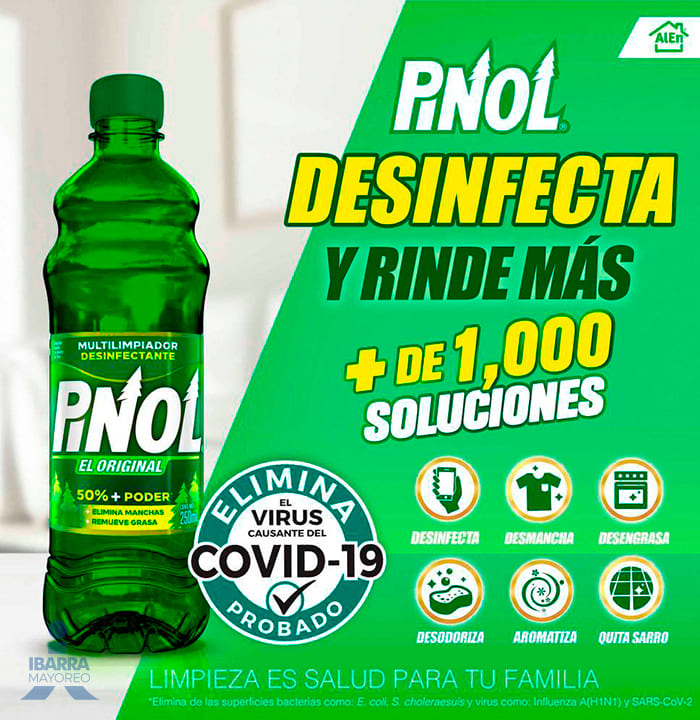 AlEn
PiNOL®
DESINFECTA
Y RINDE MÁS
+ DE 1,000
SOLUCIONES
MULTILIMPIADOR
DESINFECTANTE
PiNOL
EL ORIGINAL
50% + PODER
+ ELIMINA MANCHAS
+ REMUEVE GRASA
250mL
ELIMINA
EL
VIRUS
CAUSANTE DEL
COVID-19
PROBADO
DESINFECTA
DESMANCHA
DESENGRASA
DESODORIZA
AROMATIZA
QUITA SARRO
IBARRA
MAYOREO
LIMPIEZA ES SALUD PARA TU FAMILIA
*Elimina de las superficies bacterias como: E. coli, S. choleraesuis y virus como: Influenza A(H1N1) y SARS-CoV-2